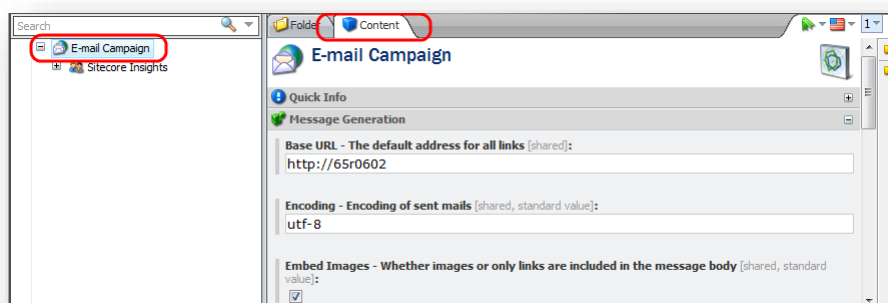 Search
Folder
Content
1
E-mail Campaign
Sitecore Insights
E-mail Campaign
Quick Info
Message Generation
Base URL - The default address for all links [shared]:
http://65r0602
Encoding - Encoding of sent mails [shared, standard value]:
utf-8
Embed Images - Whether images or only links are included in the message body [shared, standard
value]: